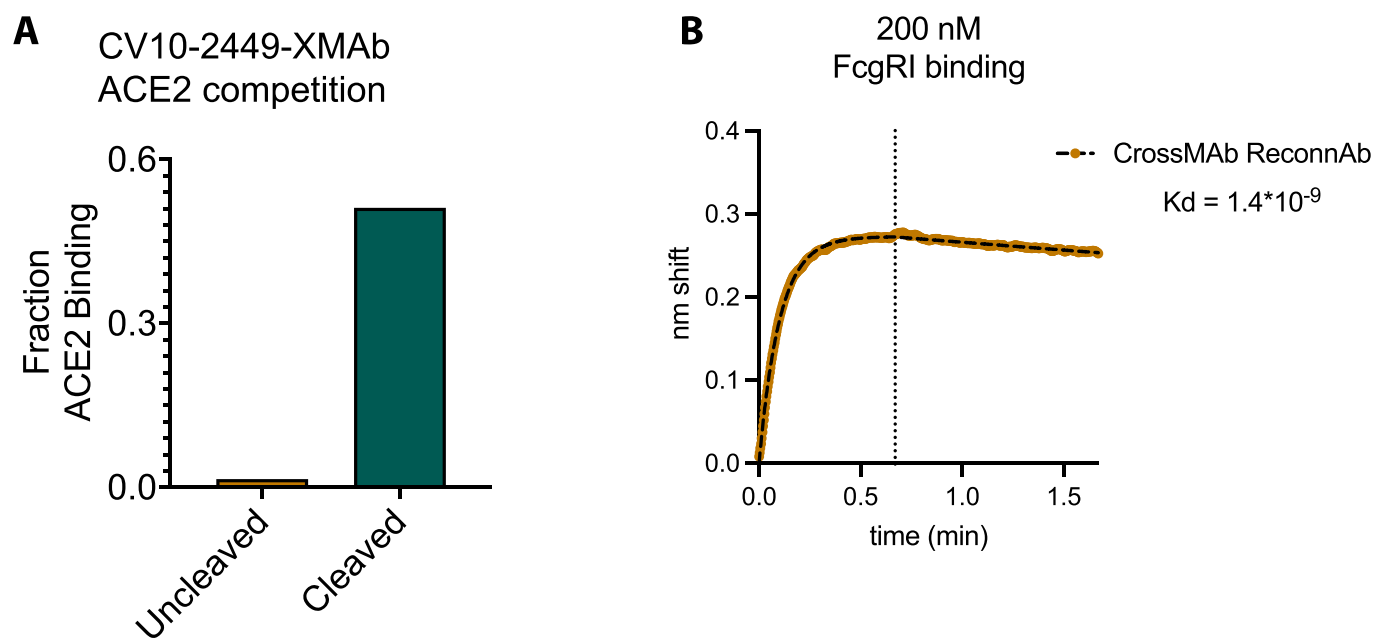 A
CV10-2449-XMAb
ACE2 competition
Fraction
ACE2 Binding
0.6
0.3
0.0
Uncleaved
Cleaved
B
200 nM
FcgRI binding
nm shift
0.4
0.3
0.2
0.1
0.0
0.0
0.5
1.0
1.5
time (min)
CrossMAb ReconnAb
Kd = 1.4*10⁻⁹